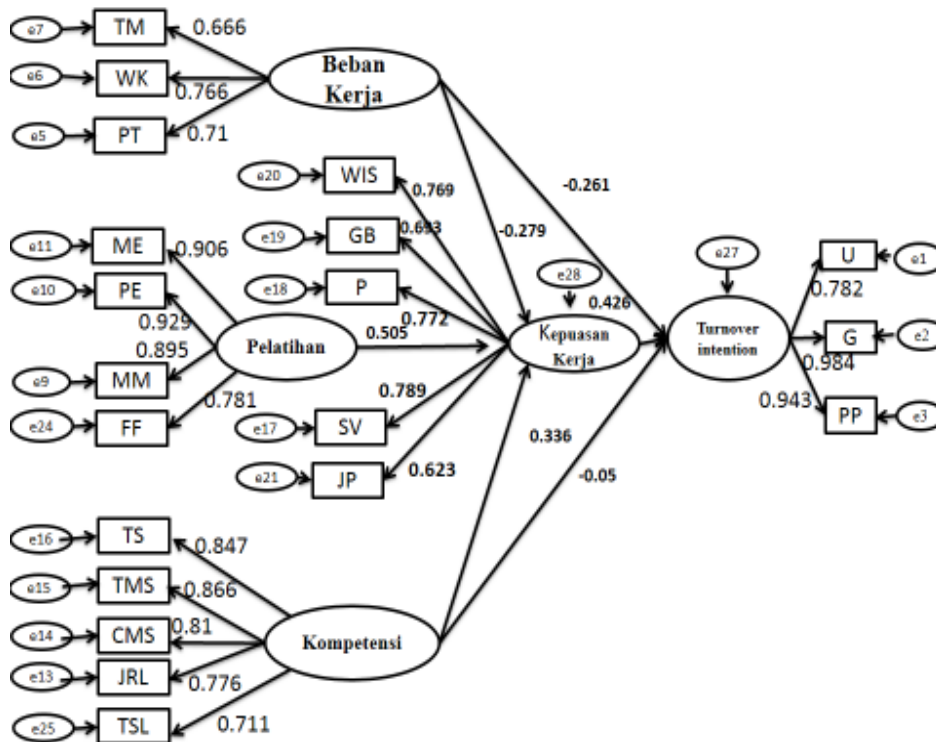 e7
TM
0.666
e6
WK
0.766
e5
PT
0.71
Beban
Kerja
e20
WIS
0.769
-0.261
e19
GB
0.693
-0.279
e18
P
0.772
e11
ME
0.906
e10
PE
0.929
0.895
e9
MM
0.781
e24
FF
Pelatihan
0.505
e28
0.426
Kepuasan
Kerja
e27
Turnover
intention
U
e1
0.782
G
e2
0.984
0.943
PP
e3
0.789
e17
SV
0.623
e21
JP
0.336
-0.05
e16
TS
0.847
e15
TMS
0.866
e14
CMS
0.81
e13
JRL
0.776
e25
TSL
0.711
Kompetensi